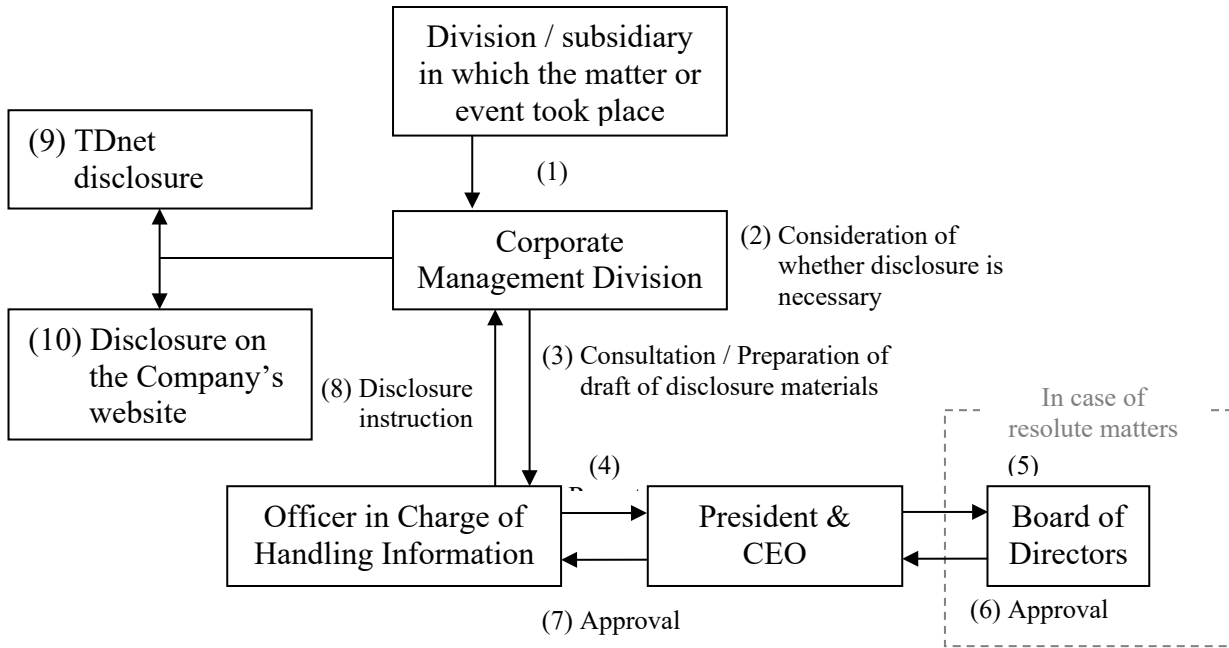 Division / subsidiary
in which the matter or
event took place
(9) TDnet
disclosure
(1)
Corporate
Management Division
(2) Consideration of
whether disclosure is
necessary
(10) Disclosure on
the Company’s
website
(3) Consultation / Preparation of
draft of disclosure materials
(8) Disclosure
instruction
In case of
resolute matters
(4)
(5)
Officer in Charge of
Handling Information
President &
CEO
Board of
Directors
(6) Approval
(7) Approval